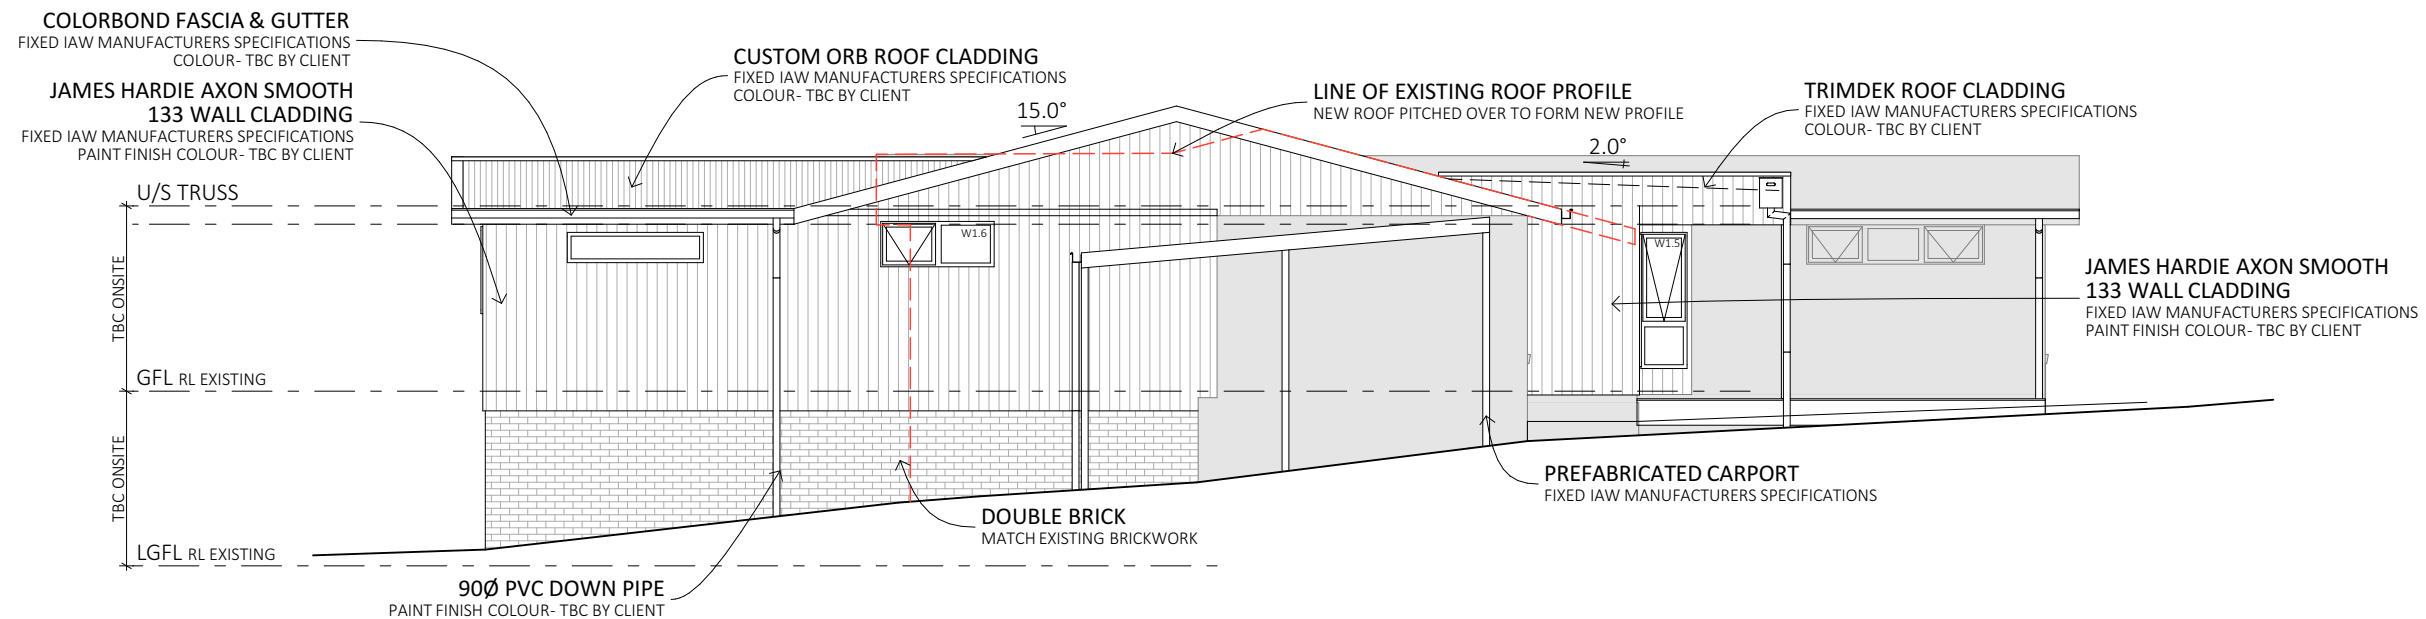 COLORBOND FASCIA & GUTTER
FIXED IAW MANUFACTURERS SPECIFICATIONS
COLOUR- TBC BY CLIENT
JAMES HARDIE AXON SMOOTH
133 WALL CLADDING
FIXED IAW MANUFACTURERS SPECIFICATIONS
PAINT FINISH COLOUR- TBC BY CLIENT
CUSTOM ORB ROOF CLADDING
FIXED IAW MANUFACTURERS SPECIFICATIONS
COLOUR- TBC BY CLIENT
15.0°
LINE OF EXISTING ROOF PROFILE
NEW ROOF PITCHED OVER TO FORM NEW PROFILE
2.0°
TRIMDEK ROOF CLADDING
FIXED IAW MANUFACTURERS SPECIFICATIONS
COLOUR- TBC BY CLIENT
U/S TRUSS
W1.6
W1.5
TBC ONSITE
JAMES HARDIE AXON SMOOTH
133 WALL CLADDING
FIXED IAW MANUFACTURERS SPECIFICATIONS
PAINT FINISH COLOUR- TBC BY CLIENT
GFL RL EXISTING
TBC ONSITE
PREFABRICATED CARPORT
FIXED IAW MANUFACTURERS SPECIFICATIONS
DOUBLE BRICK
MATCH EXISTING BRICKWORK
LGFL RL EXISTING
90Ø PVC DOWN PIPE
PAINT FINISH COLOUR- TBC BY CLIENT